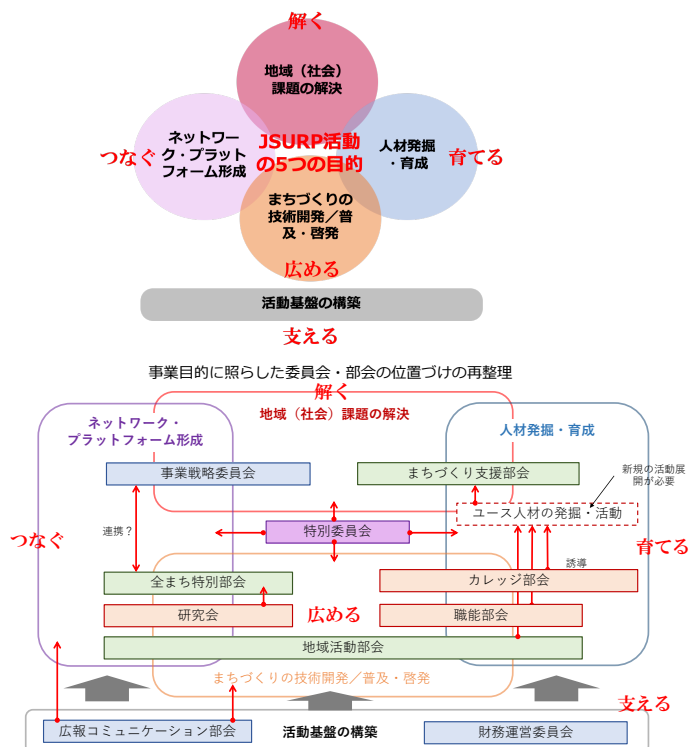 解く
地域（社会）
課題の解決
ネットワー
ク・プラット
フォーム形成
つなぐ
JSURP活動
の5つの目的
人材発掘
・育成
育てる
まちづくりの
技術開発／普
及・啓発
広める
活動基盤の構築
支える
事業目的に照らした委員会・部会の位置づけの再整理
解く
地域（社会）課題の解決
ネットワーク・
プラットフォーム形成
人材発掘・育成
事業戦略委員会
まちづくり支援部会
新規の活動展
開が必要
ユース人材の発掘・活動
連携？
特別委員会
つなぐ
育てる
誘導
全まち特別部会
カレッジ部会
研究会
広める
職能部会
地域活動部会
まちづくりの技術開発／普及・啓発
支える
広報コミュニケーション部会
活動基盤の構築
財務運営委員会